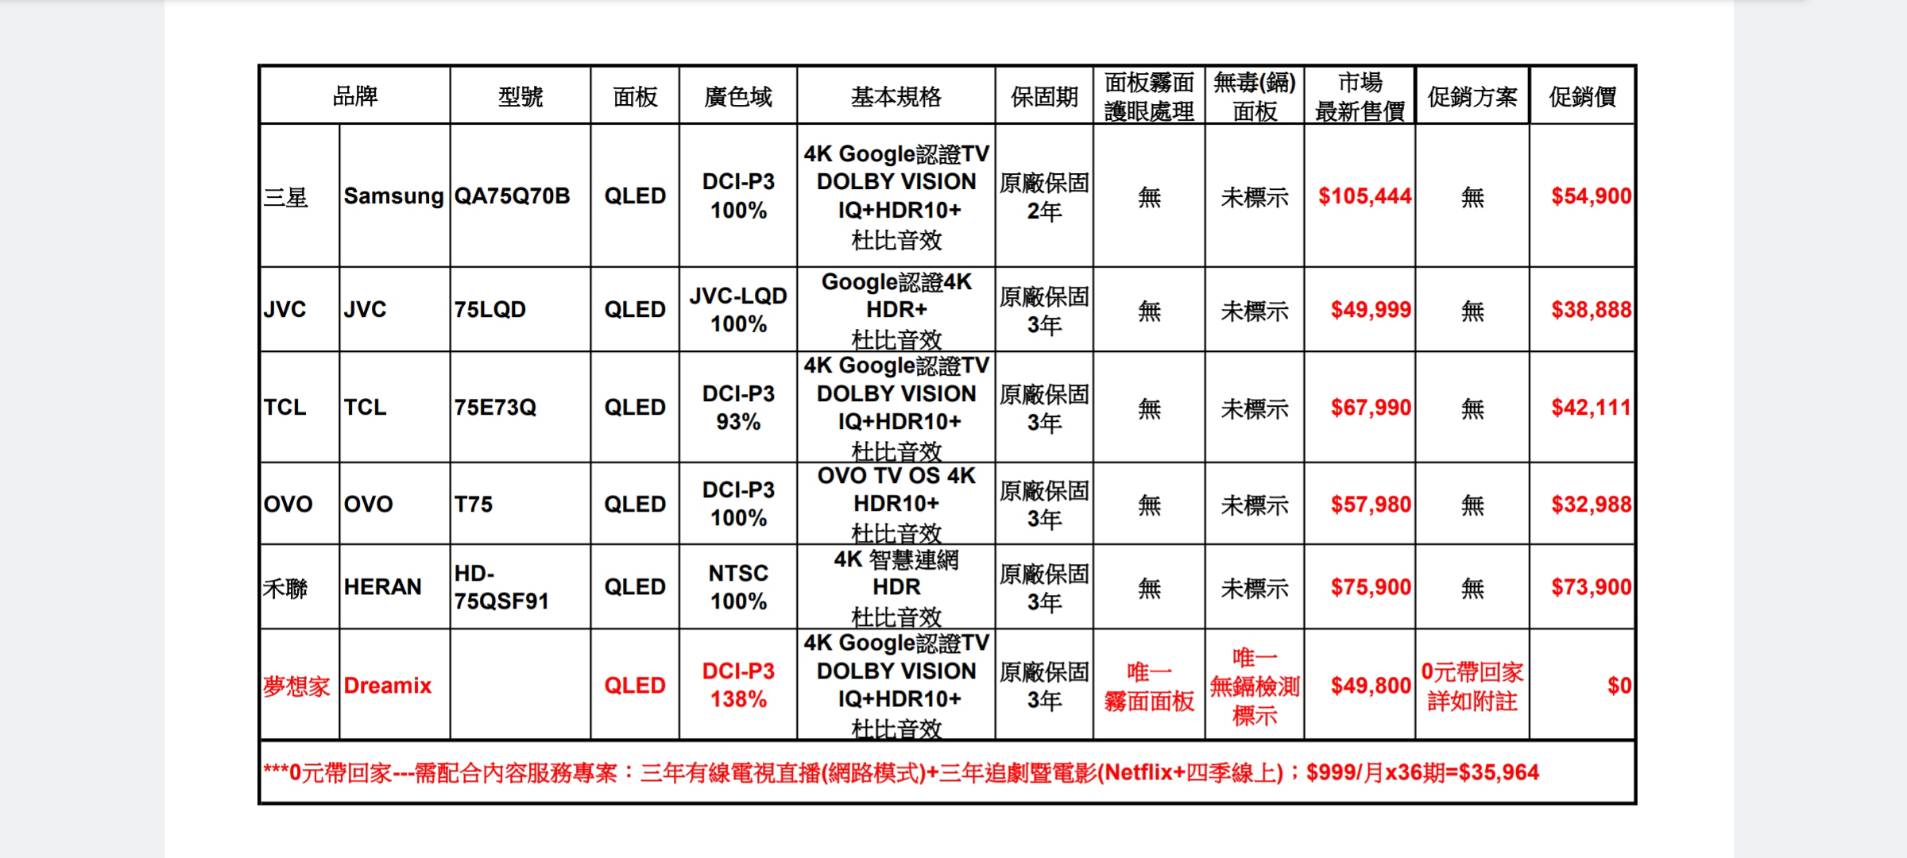 品牌 型號 面板 廣色域 基本規格 保固期 面板霧面 無毒(鎘) 市場 促銷方案 促銷價
護眼處理 面板 最新售價
三星 Samsung QA75Q70B QLED DCI-P3 4K Google認證TV 原廠保固 無 未標示 $105,444 無 $54,900
100% DOLBY VISION 2年
IQ+HDR10+
杜比音效
JVC JVC 75LQD QLED JVC-LQD Google認證4K 原廠保固 無 未標示 $49,999 無 $38,888
100% HDR+ 3年
杜比音效
TCL TCL 75E73Q QLED DCI-P3 4K Google認證TV 原廠保固 無 未標示 $67,990 無 $42,111
93% DOLBY VISION 3年
IQ+HDR10+
杜比音效
OVO OVO T75 QLED DCI-P3 OVO TV OS 4K 原廠保固 無 未標示 $57,980 無 $32,988
100% HDR10+ 3年
杜比音效
禾聯 HERAN HD- QLED NTSC 4K 智慧連網 原廠保固 無 未標示 $75,900 無 $73,900
75QSF91 100% HDR 3年
杜比音效
夢想家 Dreamix QLED DCI-P3 4K Google認證TV 原廠保固 唯一 唯一 $49,800 0元帶回家 $0
138% DOLBY VISION 3年 霧面面板 無鎘檢測 詳如附註
IQ+HDR10+ 標示
杜比音效
***0元帶回家---需配合內容服務專案：三年有線電視直播(網路模式)+三年追劇暨電影(Netflix+四季線上)；$999/月x36期=$35,964